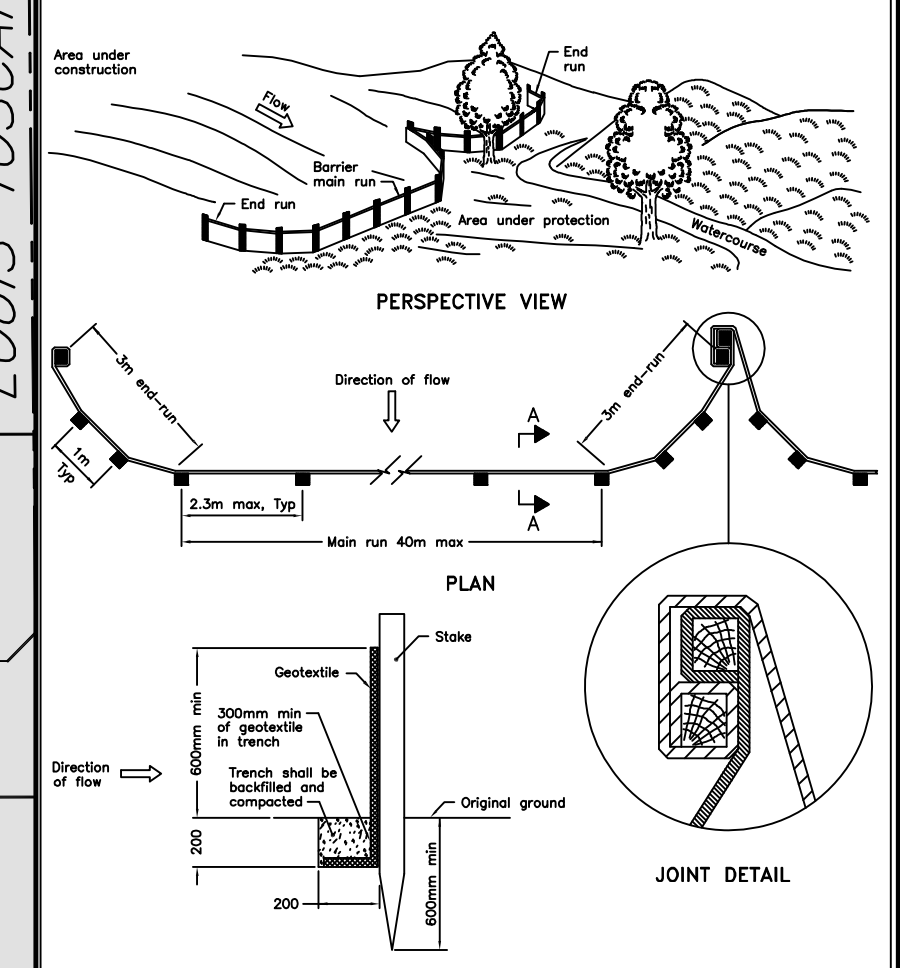 Area under
construction
Flow
End
run
Barrier
main run
End run
Area under protection
Watercourse
PERSPECTIVE VIEW
3m end-run
Direction of flow
3m end-run
A
1m
Typ
2.3m max, Typ
A
Main run 40m max
PLAN
Stake
Geotextile
600mm min
300mm min
of geotextile
in trench
Direction
of flow
Trench shall be
backfilled and
compacted
Original ground
200
600mm min
200
JOINT DETAIL